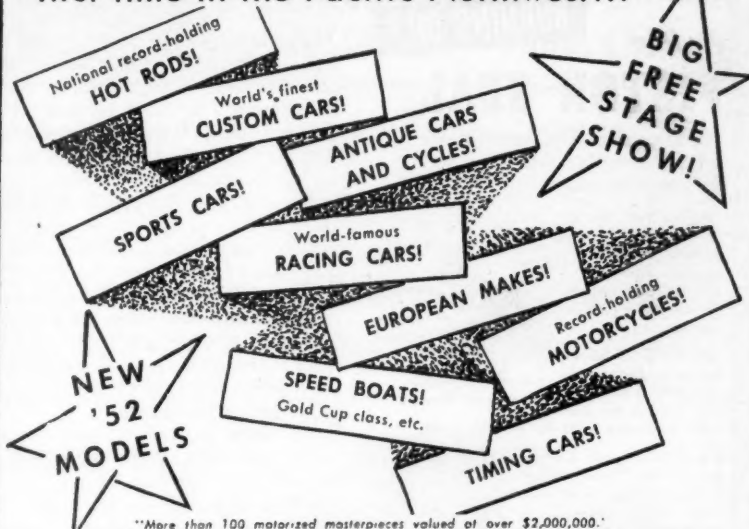 National record-holding
HOT RODS!
World's finest
CUSTOM CARS!
ANTIQUE CARS
AND CYCLES!
BIG
FREE
STAGE
SHOW!
SPORTS CARS!
World-famous
RACING CARS!
EUROPEAN MAKES!
Record-holding
MOTORCYCLES!
NEW
'52
MODELS
SPEED BOATS!
Gold Cup class, etc.
TIMING CARS!
"More than 100 motorized masterpieces valued at over $2,000,000.'